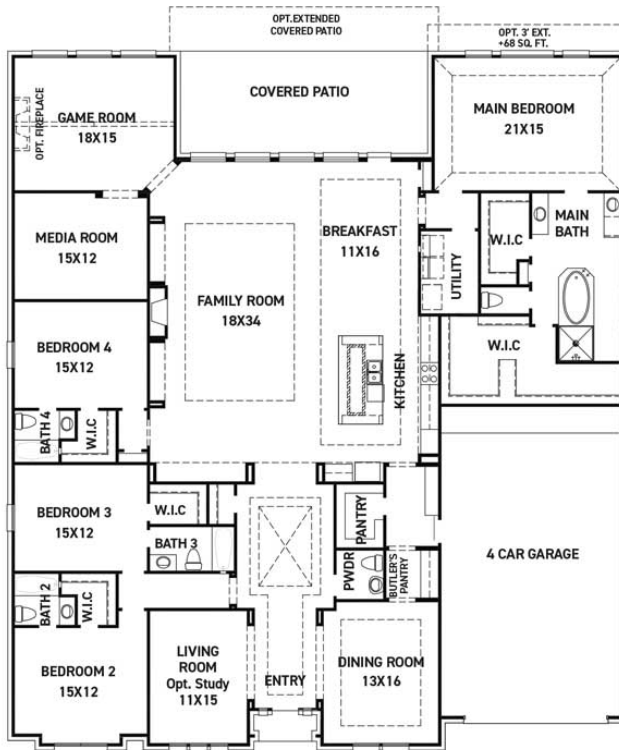 OPT.EXTENDED
COVERED PATIO
OPT. 3' EXT.
+68 SQ. FT.
COVERED PATIO
OPT. FIREPLACE
GAME ROOM
18X15
MAIN BEDROOM
21X15
MEDIA ROOM
15X12
BREAKFAST
11X16
UTILITY
W.I.C
MAIN
BATH
FAMILY ROOM
18X34
BEDROOM 4
15X12
KITCHEN
W.I.C
BATH 4
W.I.C
BEDROOM 3
15X12
W.I.C
BATH 3
PANTRY
4 CAR GARAGE
BATH 2
W.I.C
PWDR
BUTLER'S
PANTRY
BEDROOM 2
15X12
LIVING
ROOM
Opt. Study
11X15
ENTRY
DINING ROOM
13X16